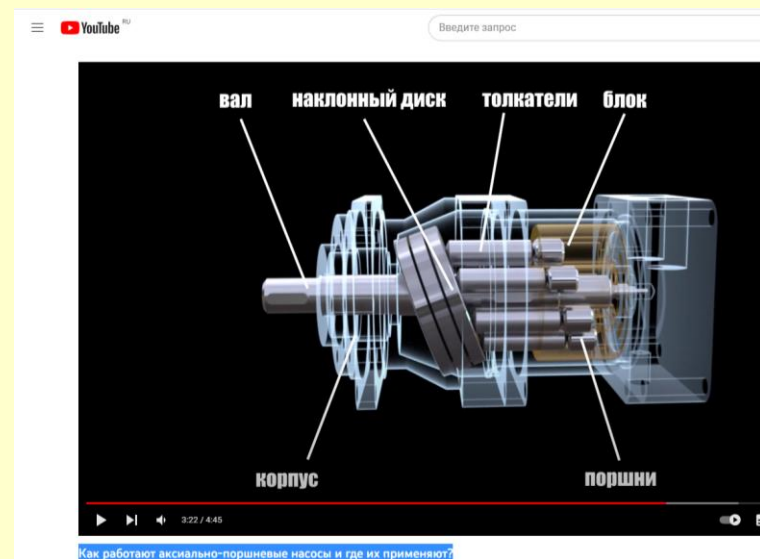 YouTube RU
Введите запрос
вал наклонный диск толкатели блок
корпус поршни
3:22 / 4:45
Как работают аксиально-поршневые насосы и где их применяют?